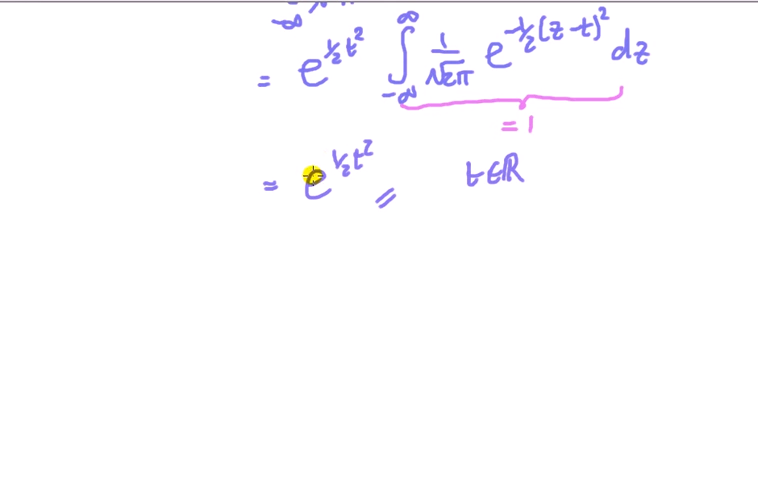 = e^{½t²} ∫_{-∞}^{∞} 1/√2π e^{-½(z-t)²} dz
= 1
= e^{½t²} t∈ℝ